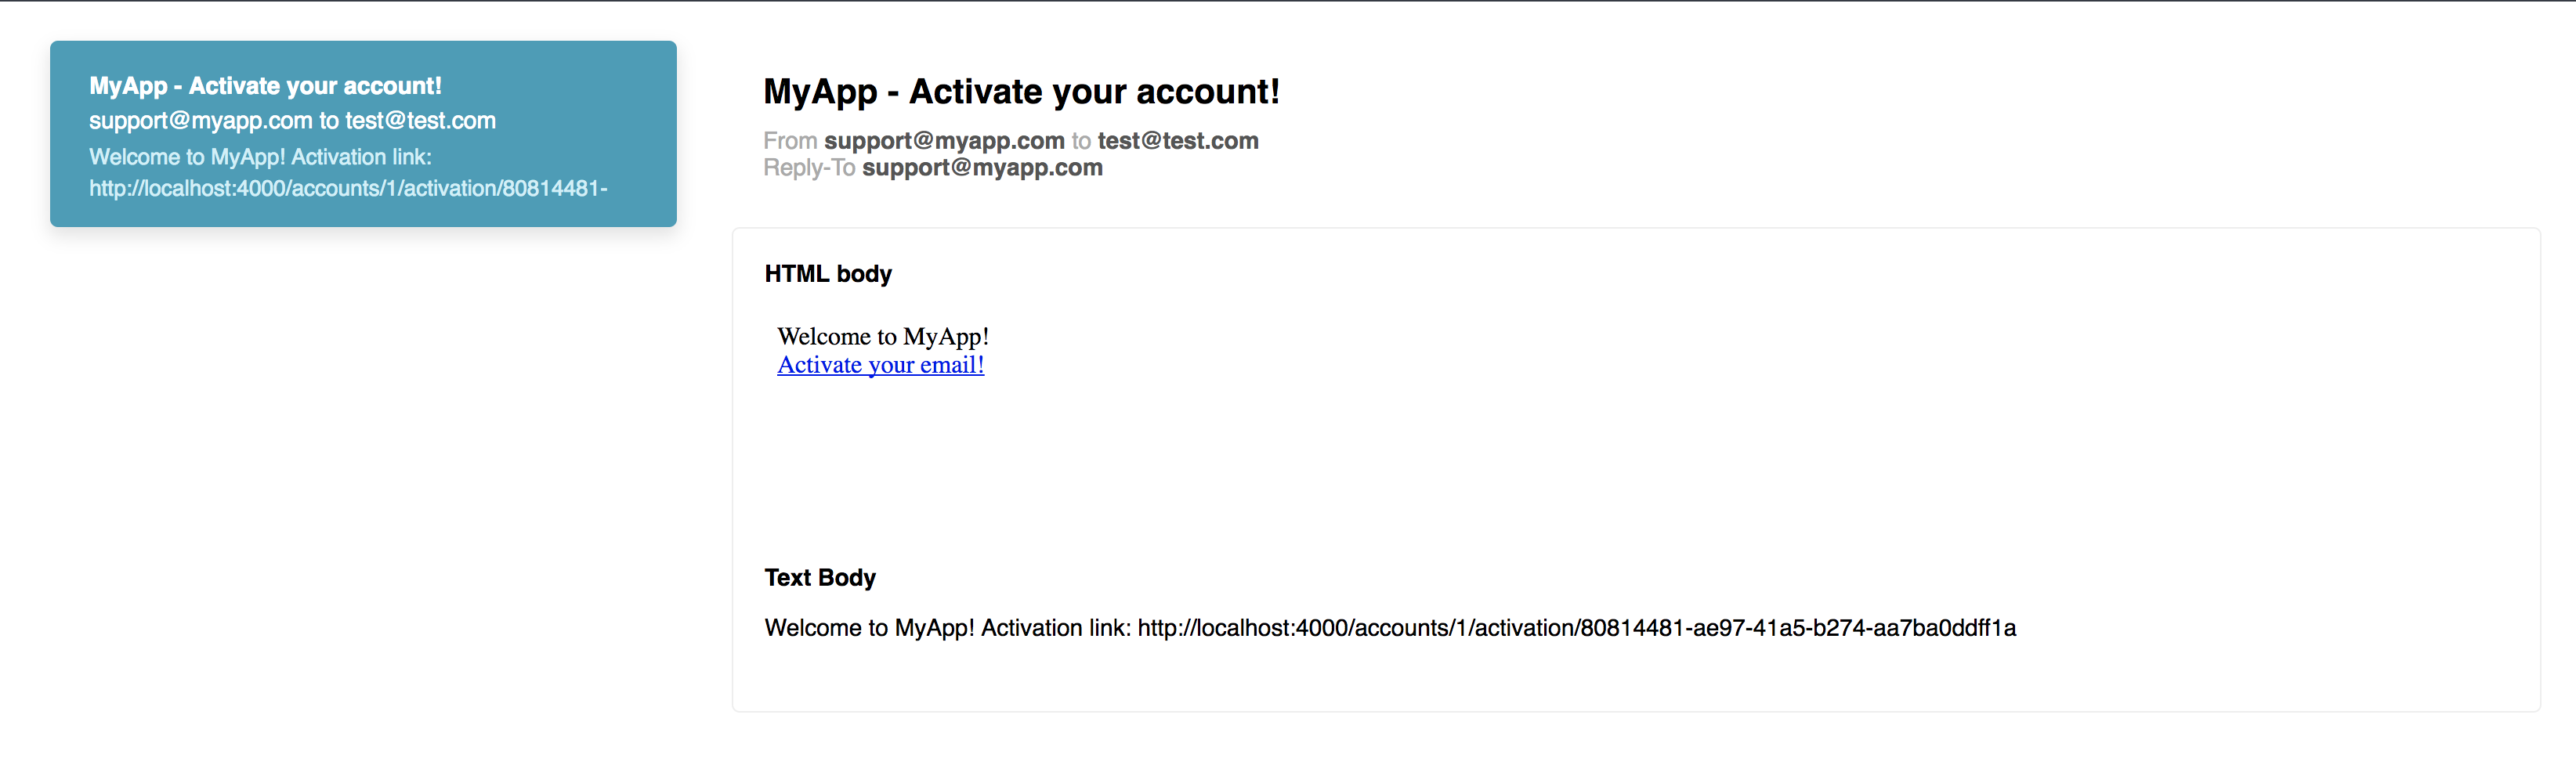 MyApp - Activate your account!
support@myapp.com to test@test.com
Welcome to MyApp! Activation link:
http://localhost:4000/accounts/1/activation/80814481-
MyApp - Activate your account!
From support@myapp.com to test@test.com
Reply-To support@myapp.com
HTML body
Welcome to MyApp!
Activate your email!
Text Body
Welcome to MyApp! Activation link: http://localhost:4000/accounts/1/activation/80814481-ae97-41a5-b274-aa7ba0ddff1a